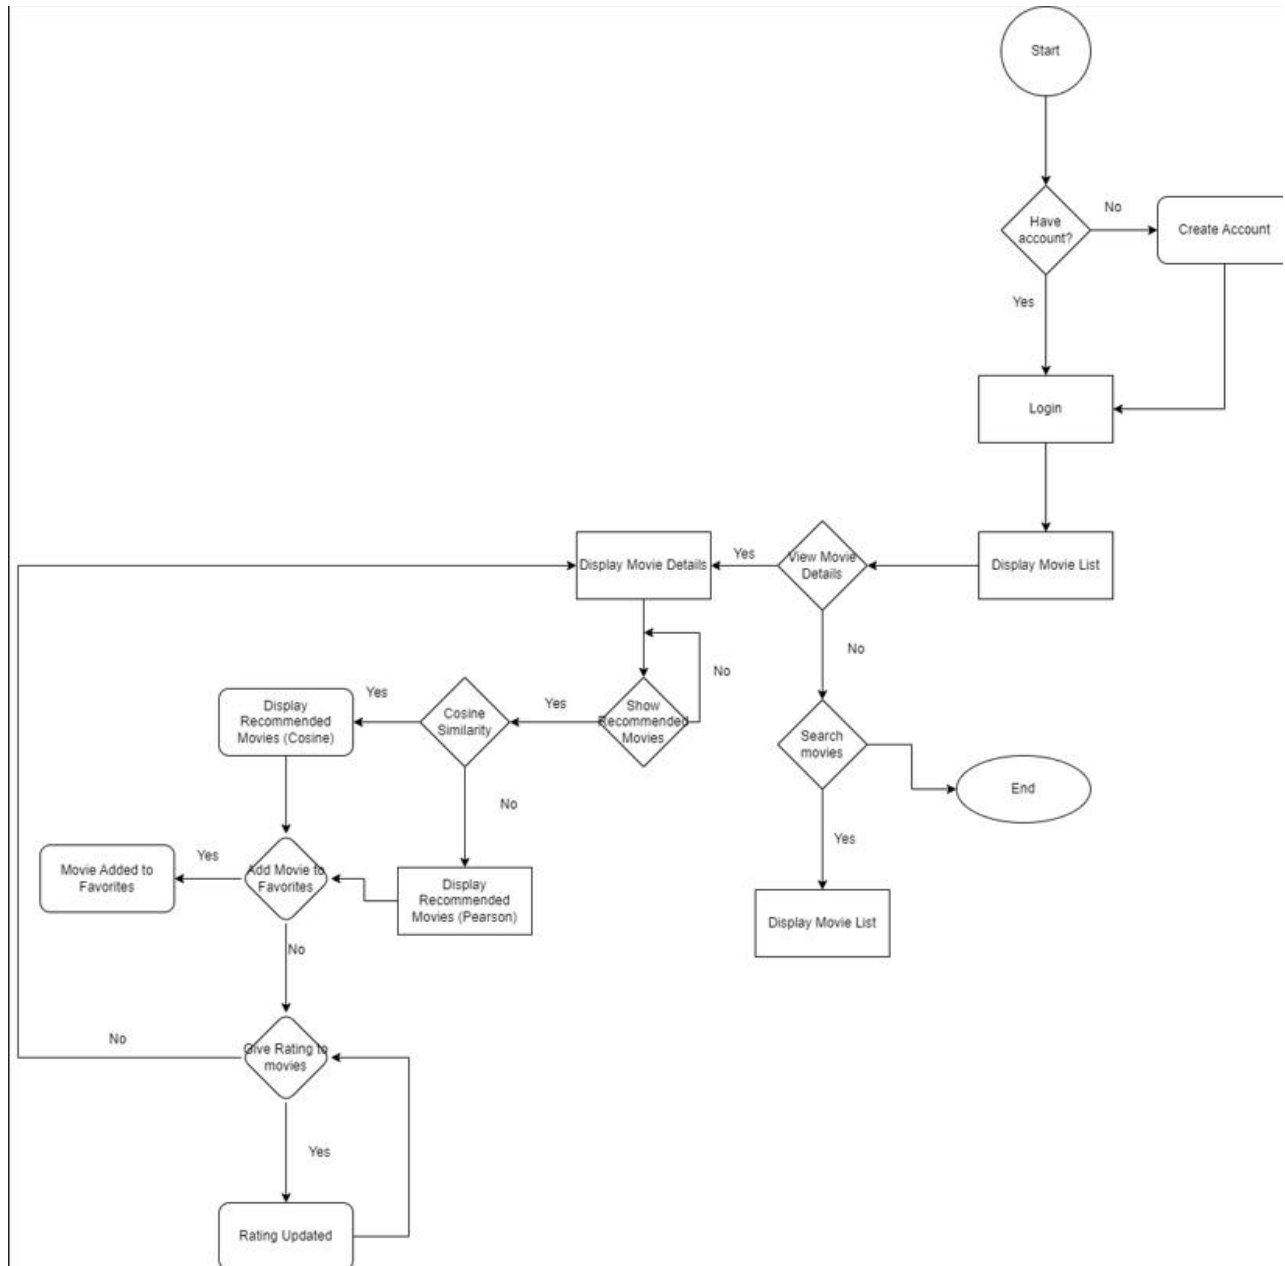 Start
No
Have
account?
Create Account
Yes
Login
Display Movie Details
Yes
View Movie
Details
Display Movie List
No
No
Display
Recommended
Movies (Cosine)
Yes
Cosine
Similarity
Yes
Show
Recommended
Movies
Search
movies
End
No
Yes
Movie Added to
Favorites
Yes
Add Movie to
Favorites
Display
Recommended
Movies (Pearson)
Display Movie List
No
No
Give Rating to
movies
Yes
Rating Updated